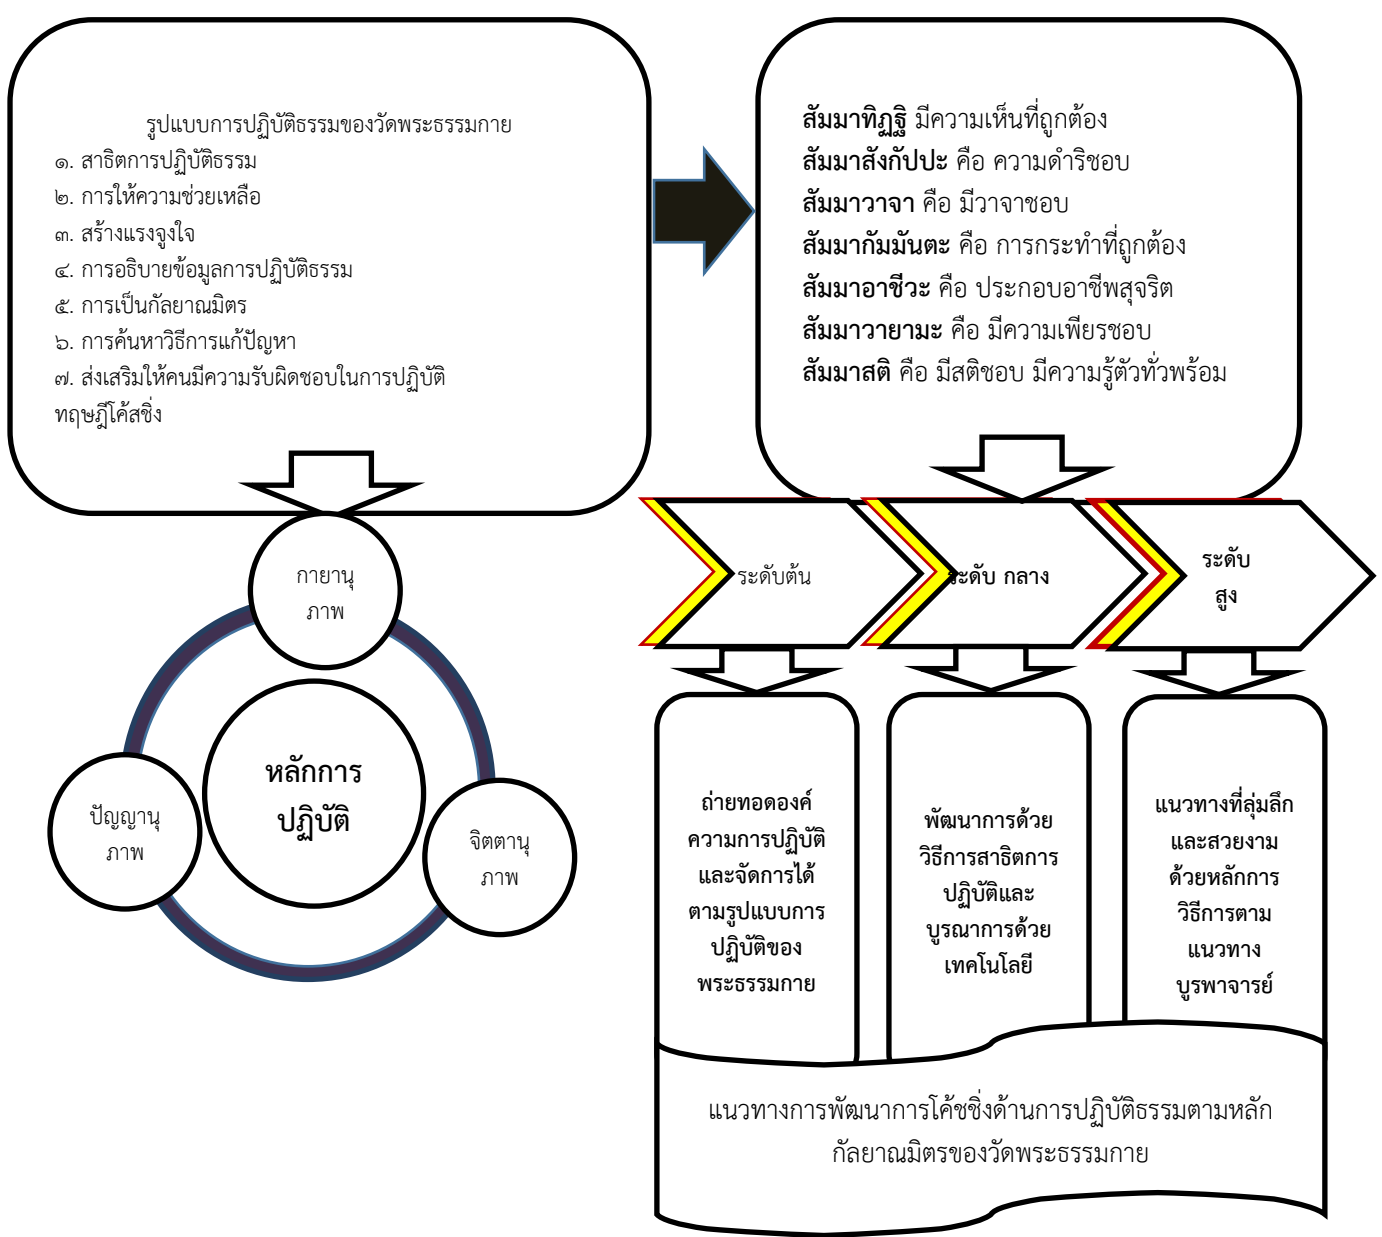 รูปแบบการปฏิบัติธรรมของวัดพระธรรมกาย
๑. สาธิตการปฏิบัติธรรม
๒. การให้ความช่วยเหลือ
๓. สร้างแรงจูงใจ
๔. การอธิบายข้อมูลการปฏิบัติธรรม
๕. การเป็นกัลยาณมิตร
๖. การค้นหาวิธีการแก้ปัญหา
๗. ส่งเสริมให้คนมีความรับผิดชอบในการปฏิบัติ
ทฤษฎีโค้สชิ่ง
สัมมาทิฏฐิ มีความเห็นที่ถูกต้อง
สัมมาสังกัปปะ คือ ความดำริชอบ
สัมมาวาจา คือ มีวาจาชอบ
สัมมากัมมันตะ คือ การกระทำที่ถูกต้อง
สัมมาอาชีวะ คือ ประกอบอาชีพสุจริต
สัมมาวายามะ คือ มีความเพียรชอบ
สัมมาสติ คือ มีสติชอบ มีความรู้ตัวทั่วพร้อม
กายานุ
ภาพ
หลักการ
ปฏิบัติ
ปัญญานุ
ภาพ
จิตตานุ
ภาพ
ระดับต้น
ระดับ กลาง
ระดับ
สูง
ถ่ายทอดองค์
ความการปฏิบัติ
และจัดการได้
ตามรูปแบบการ
ปฏิบัติของ
พระธรรมกาย
พัฒนาการด้วย
วิธีการสาธิตการ
ปฏิบัติและ
บูรณาการด้วย
เทคโนโลยี
แนวทางที่ลุ่มลึก
และสวยงาม
ด้วยหลักการ
วิธีการตาม
แนวทาง
บูรพาจารย์
แนวทางการพัฒนาการโค้ชชิ่งด้านการปฏิบัติธรรมตามหลัก
กัลยาณมิตรของวัดพระธรรมกาย